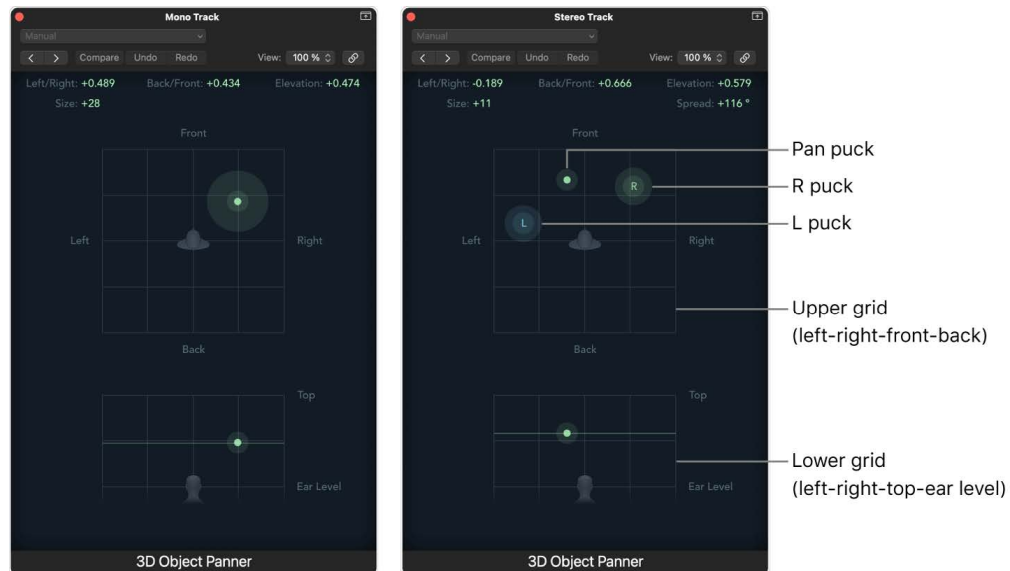 Mono Track
Manual
Compare Undo Redo View: 100 %
Left/Right: +0.489 Back/Front: +0.434 Elevation: +0.474
Size: +28
Front
Left
Right
Back
Top
Ear Level
3D Object Panner
Stereo Track
Manual
Compare Undo Redo View: 100 %
Left/Right: -0.189 Back/Front: +0.666 Elevation: +0.579
Size: +11 Spread: +116 °
Front
R
L
Left
Right
Back
Top
Ear Level
3D Object Panner
Pan puck
R puck
L puck
Upper grid
(left-right-front-back)
Lower grid
(left-right-top-ear level)